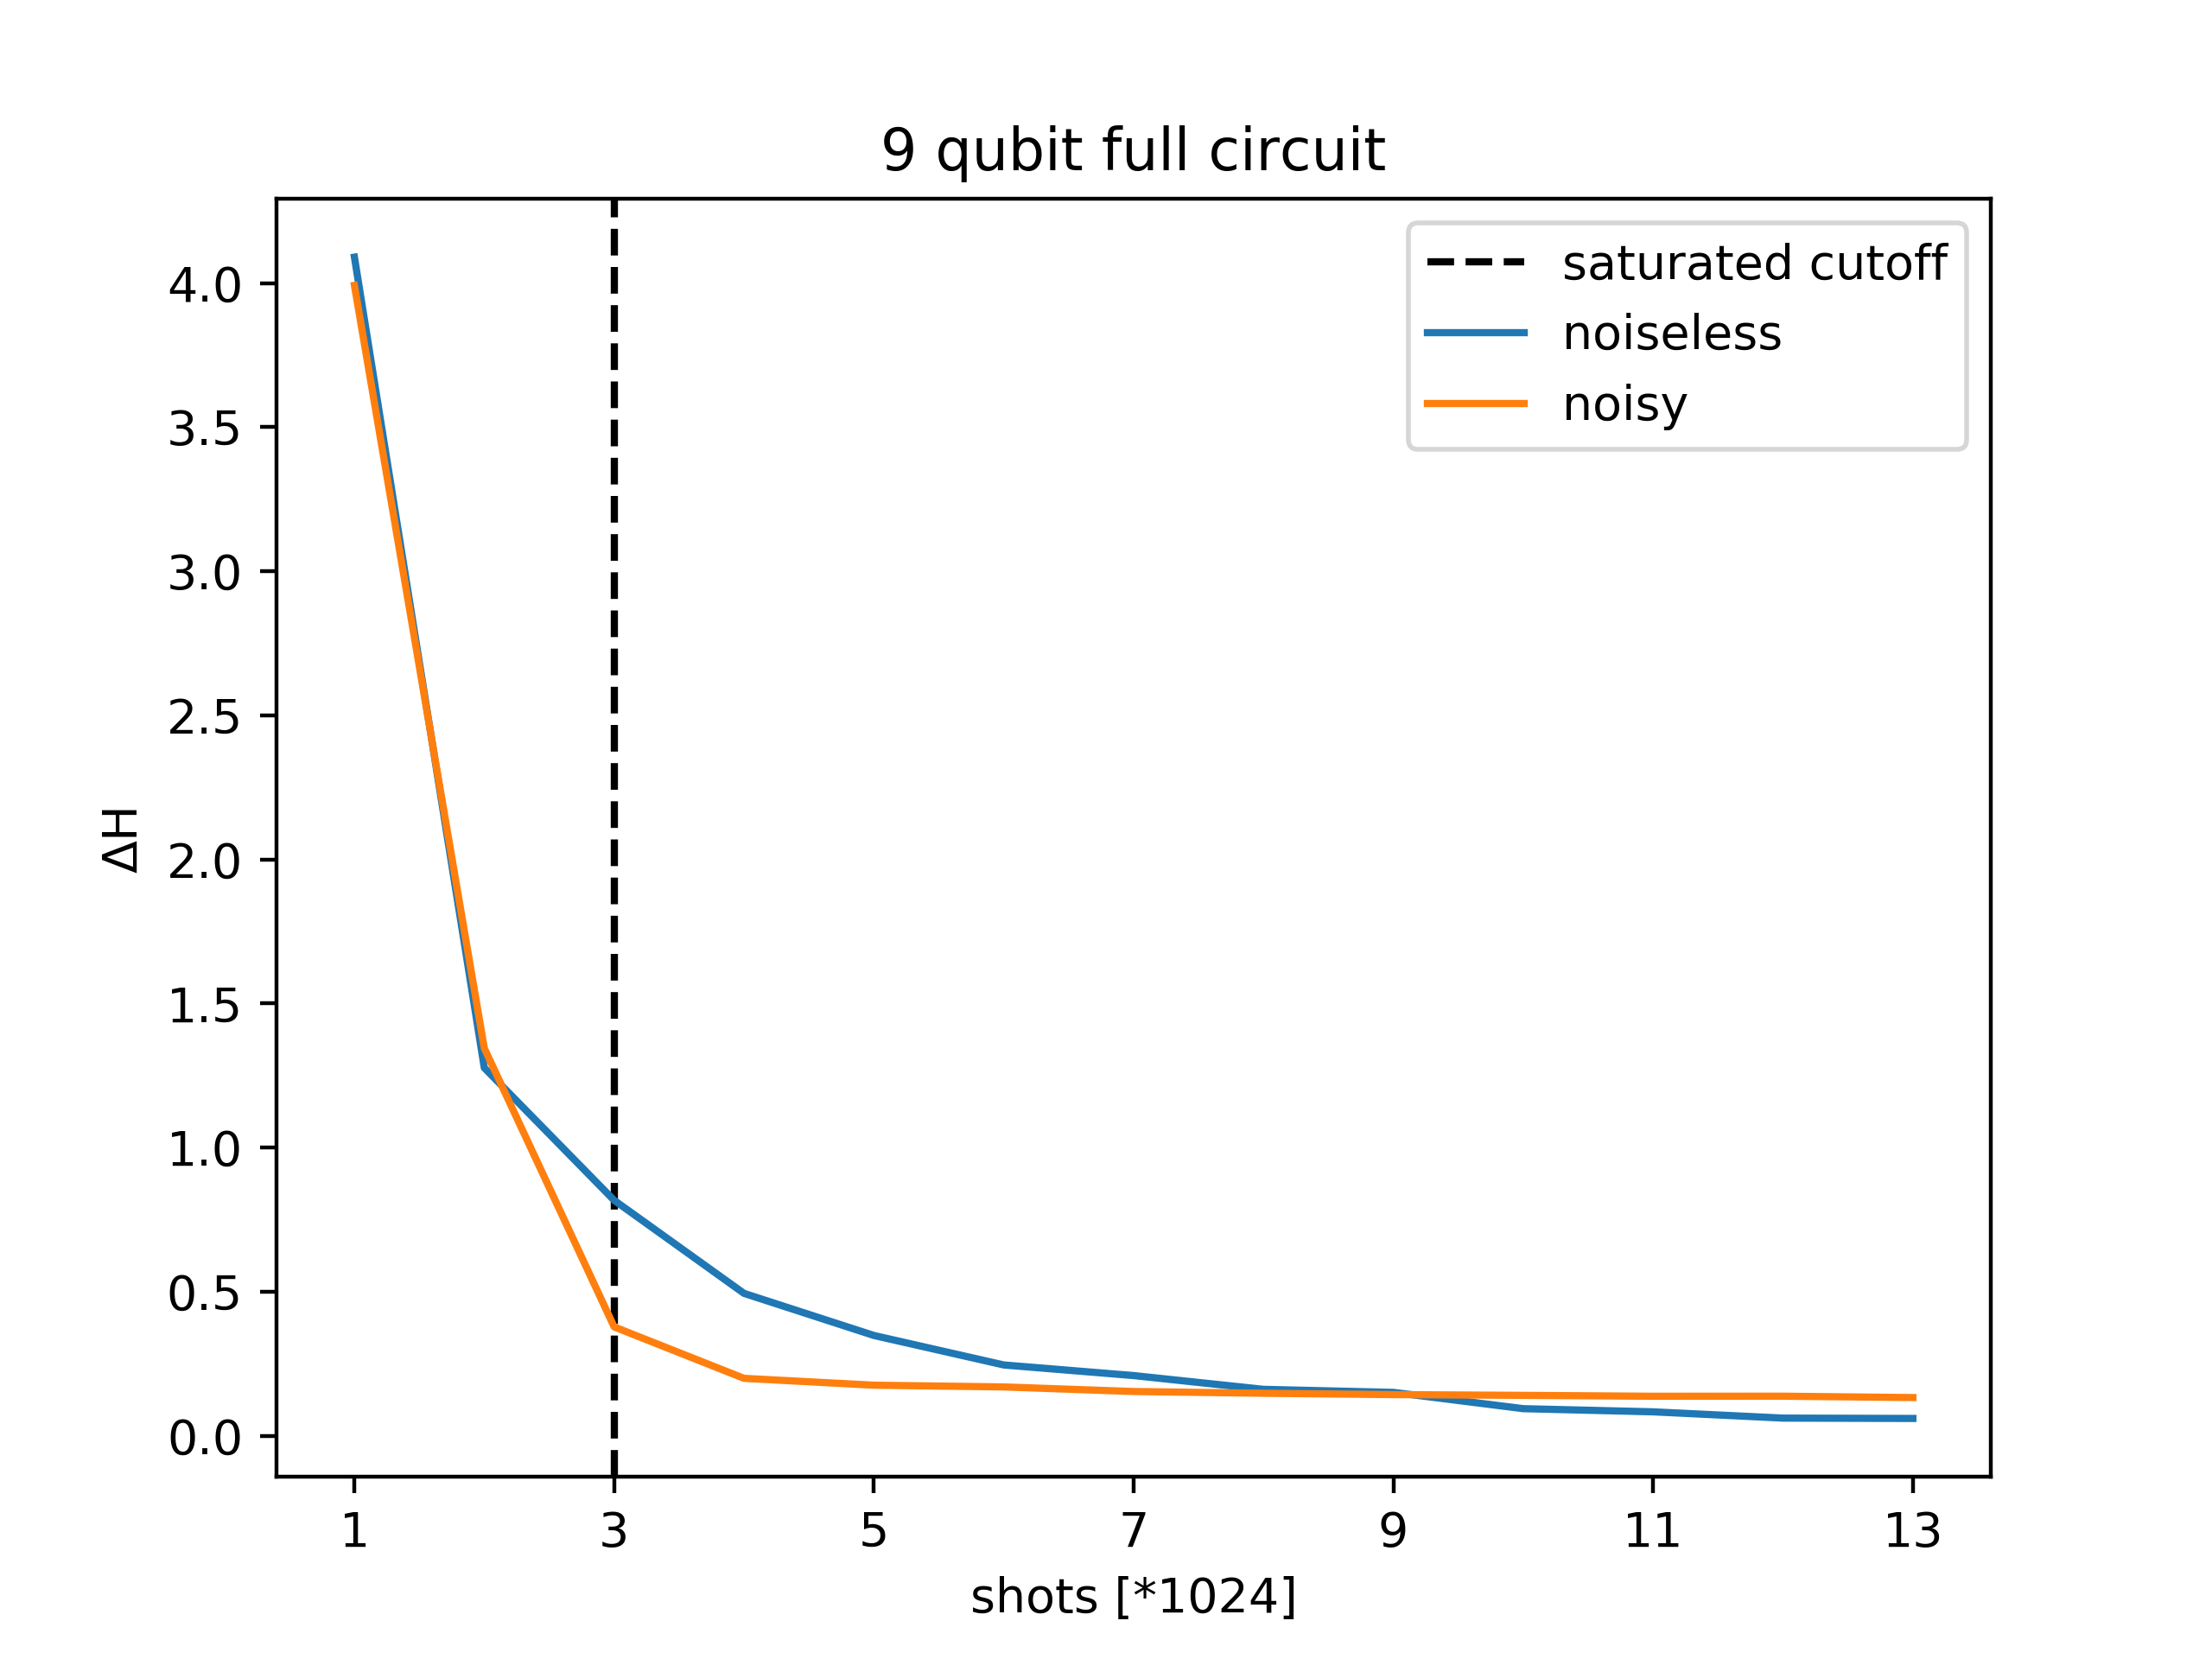 9 qubit full circuit
saturated cutoff
noiseless
noisy
4.0
3.5
3.0
2.5
2.0
1.5
1.0
0.5
0.0
ΔH
1 3 5 7 9 11 13
shots [*1024]